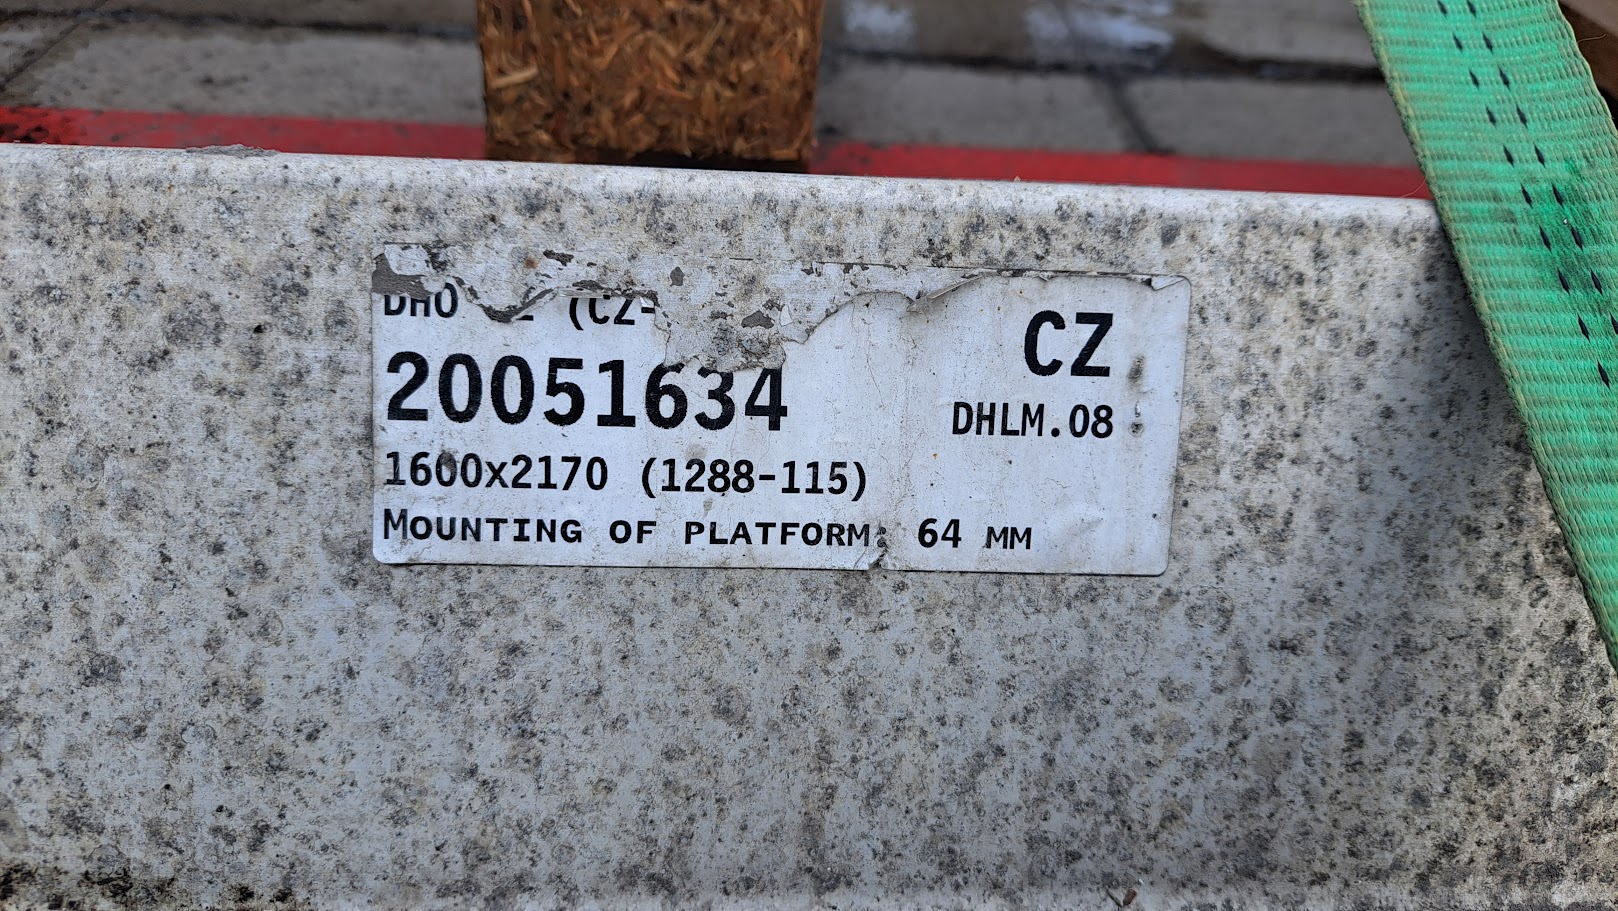 DHO (CZ-
20051634
CZ
DHLM.08
1600x2170 (1288-115)
MOUNTING OF PLATFORM: 64 MM